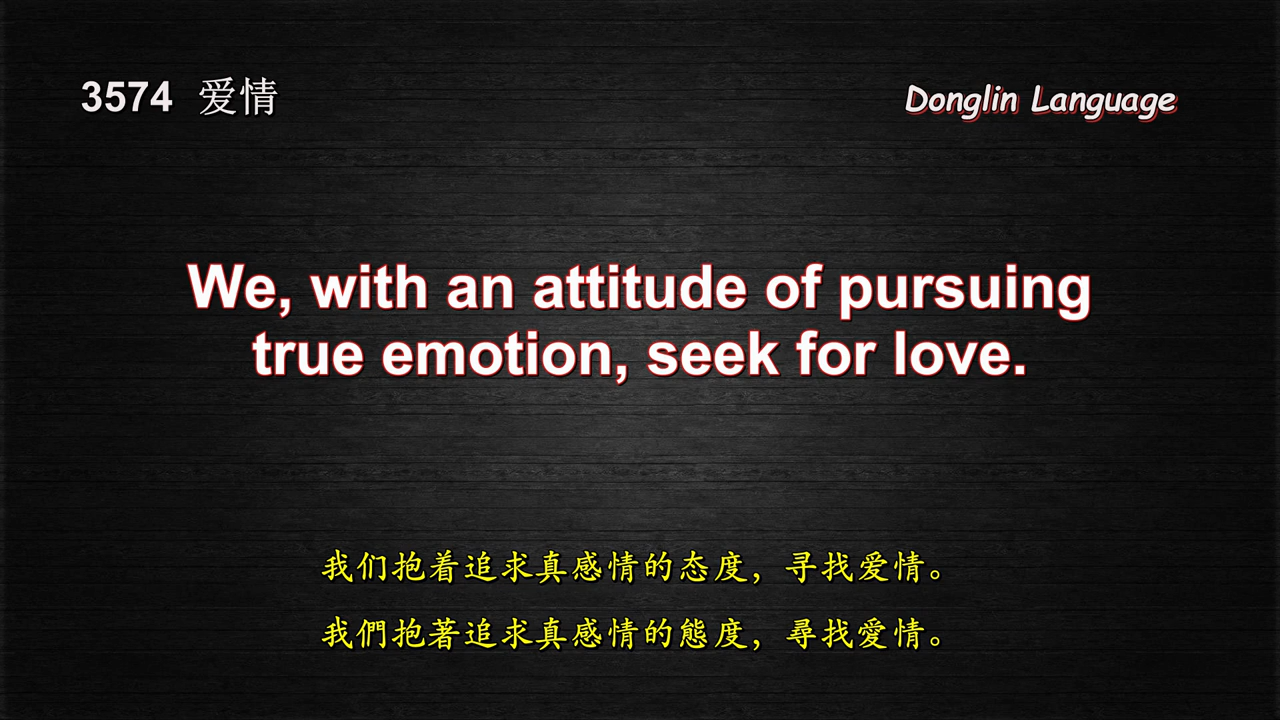 3574 爱情
Donglin Language
We, with an attitude of pursuing
true emotion, seek for love.
我们抱着追求真感情的态度，寻找爱情。
我們抱著追求真感情的態度，尋找愛情。